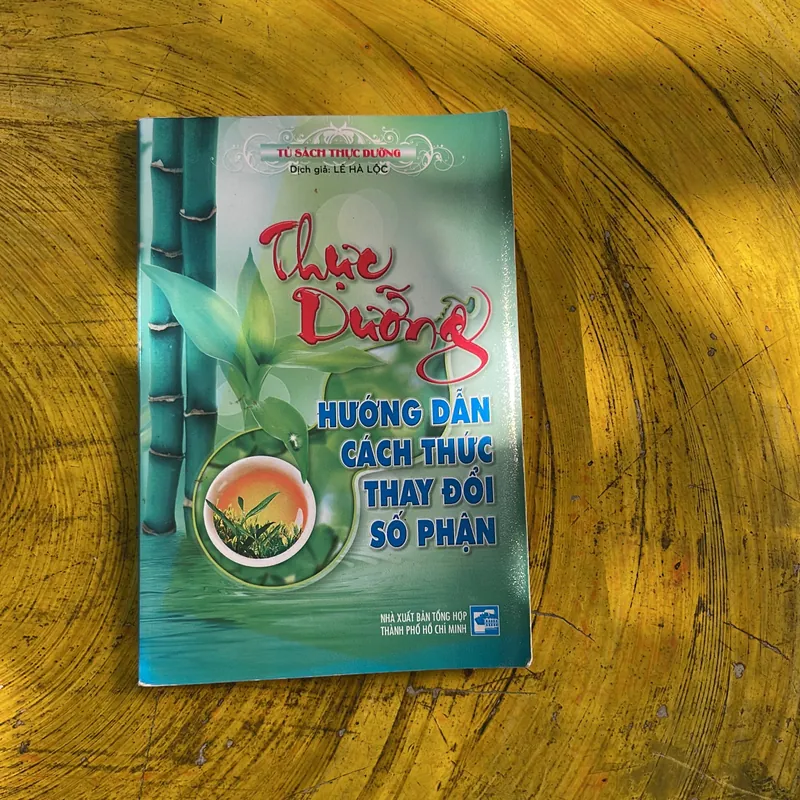 TỦ SÁCH THỰC DƯỠNG
Dịch giả: LÊ HÀ LỘC
Thực
Dưỡng
HƯỚNG DẪN
CÁCH THỨC
THAY ĐỔI
SỐ PHẬN
NHÀ XUẤT BẢN TỔNG HỢP
THÀNH PHỐ HỒ CHÍ MINH